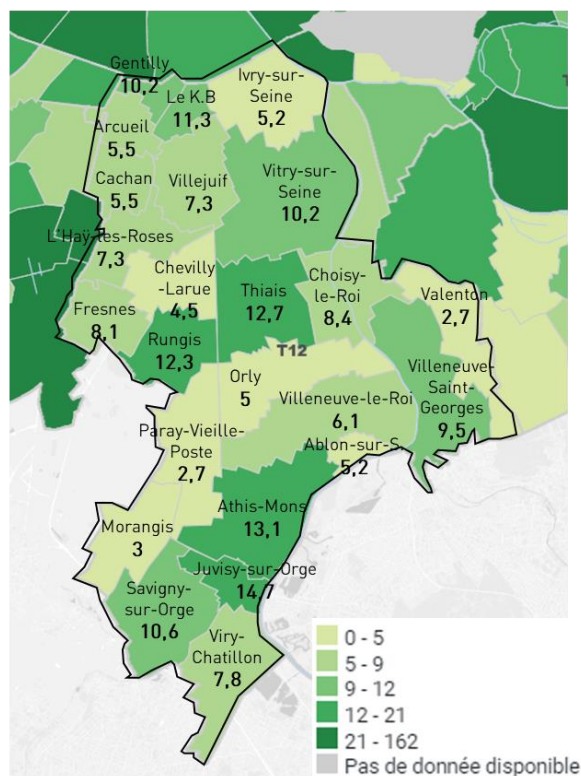 Gentilly
10,2
Le K.B
11,3
Ivry-sur-
Seine
5,2
Arcueil
5,5
Cachan
5,5
Villejuif
7,3
Vitry-sur-
Seine
10,2
L'Haÿ-les-Roses
7,3
Chevilly
-Larue
4,5
Thiais
12,7
Choisy-
le-Roi
8,4
Valenton
2,7
Fresnes
8,1
Rungis
12,3
T12
Orly
5
Villeneuve-le-Roi
6,1
Villeneuve-
Saint-
Georges
9,5
Paray-Vieille-
Poste
2,7
Ablon-sur-S.
5,2
Athis-Mons
13,1
Morangis
3
Juvisy-sur-Orge
14,7
Savigny-
sur-Orge
10,6
Viry-
Chatillon
7,8
0 - 5
5 - 9
9 - 12
12 - 21
21 - 162
Pas de donnée disponible